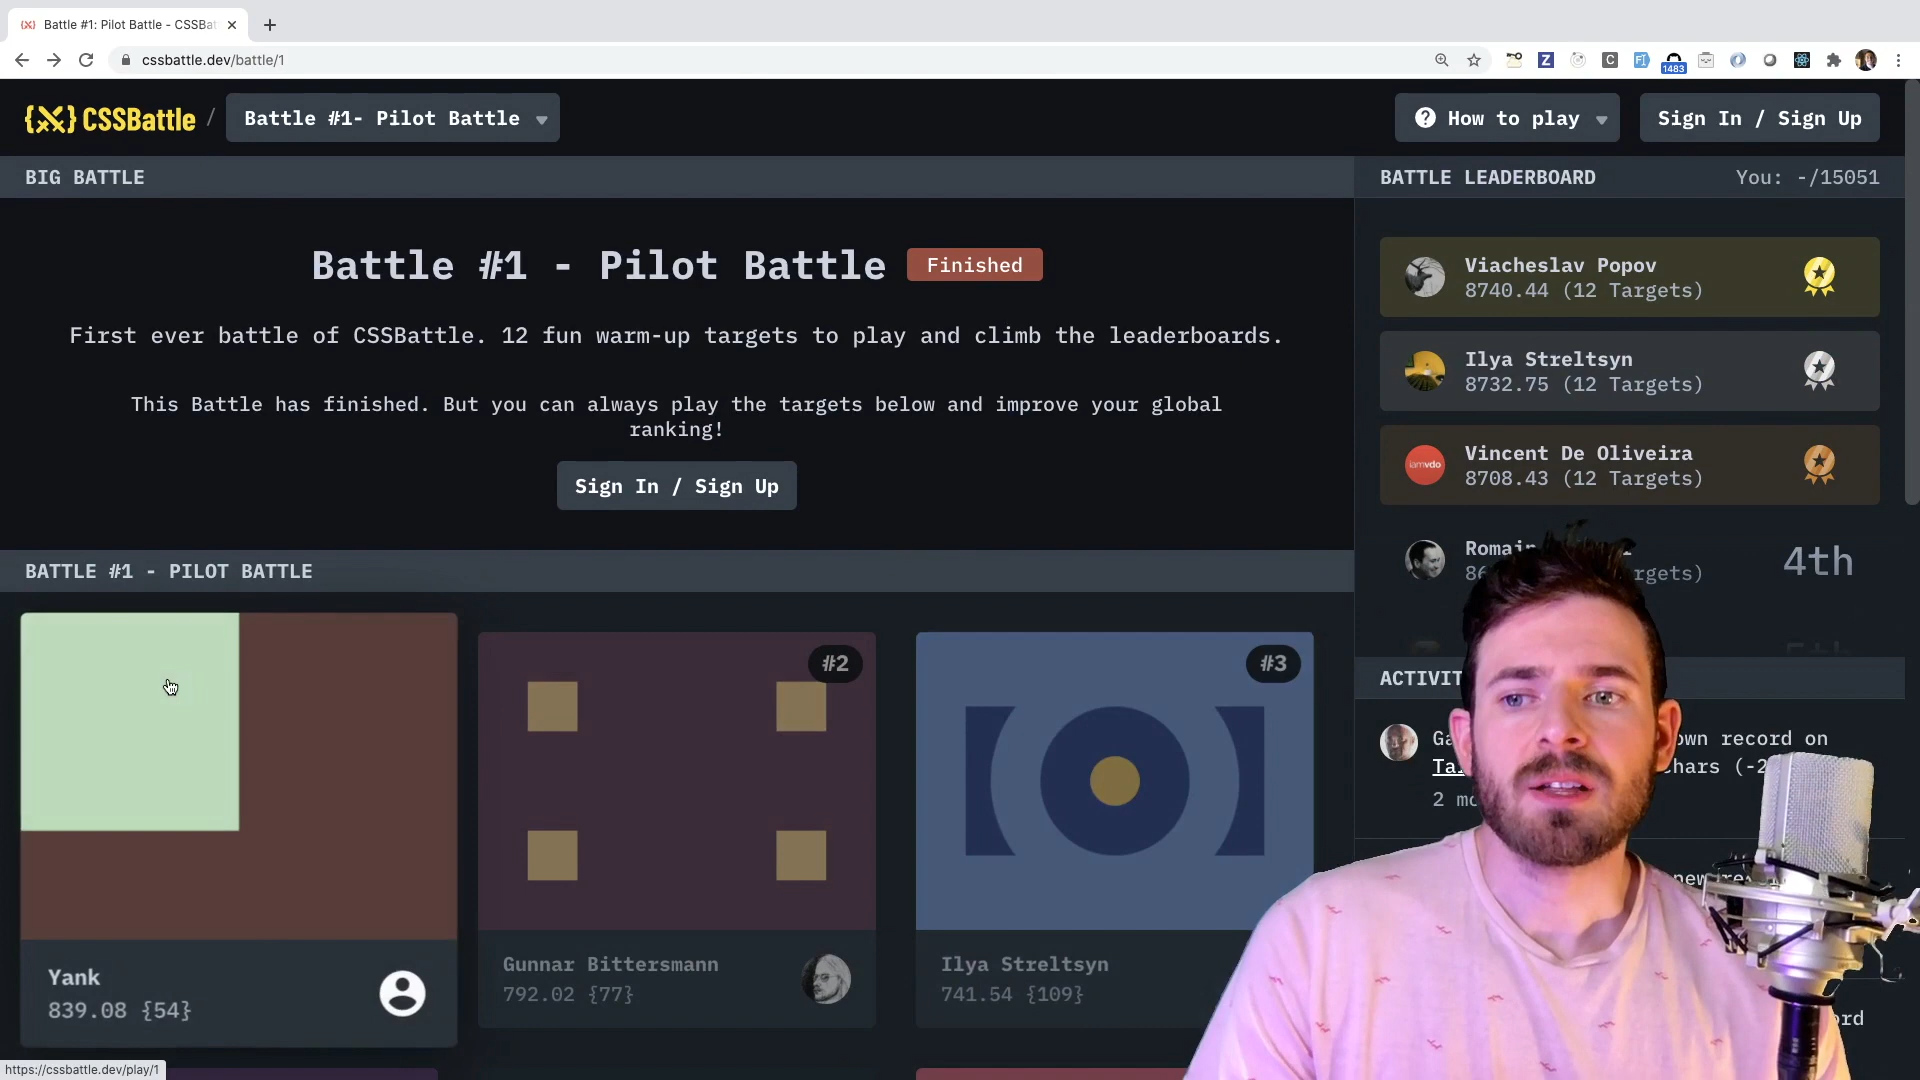 Battle #1: Pilot Battle - CSSBat
cssbattle.dev/battle/1
1483
{X} CSSBattle / Battle #1- Pilot Battle
How to play
Sign In / Sign Up
BIG BATTLE
Battle #1 - Pilot Battle Finished
First ever battle of CSSBattle. 12 fun warm-up targets to play and climb the leaderboards.
This Battle has finished. But you can always play the targets below and improve your global
ranking!
Sign In / Sign Up
BATTLE LEADERBOARD You: -/15051
Viacheslav Popov
8740.44 (12 Targets)
Ilya Streltsyn
8732.75 (12 Targets)
iamvdo
Vincent De Oliveira
8708.43 (12 Targets)
4th
BATTLE #1 - PILOT BATTLE
#2
#3
Yank
839.08 {54}
Gunnar Bittersmann
792.02 {77}
Ilya Streltsyn
741.54 {109}
own record on
https://cssbattle.dev/play/1